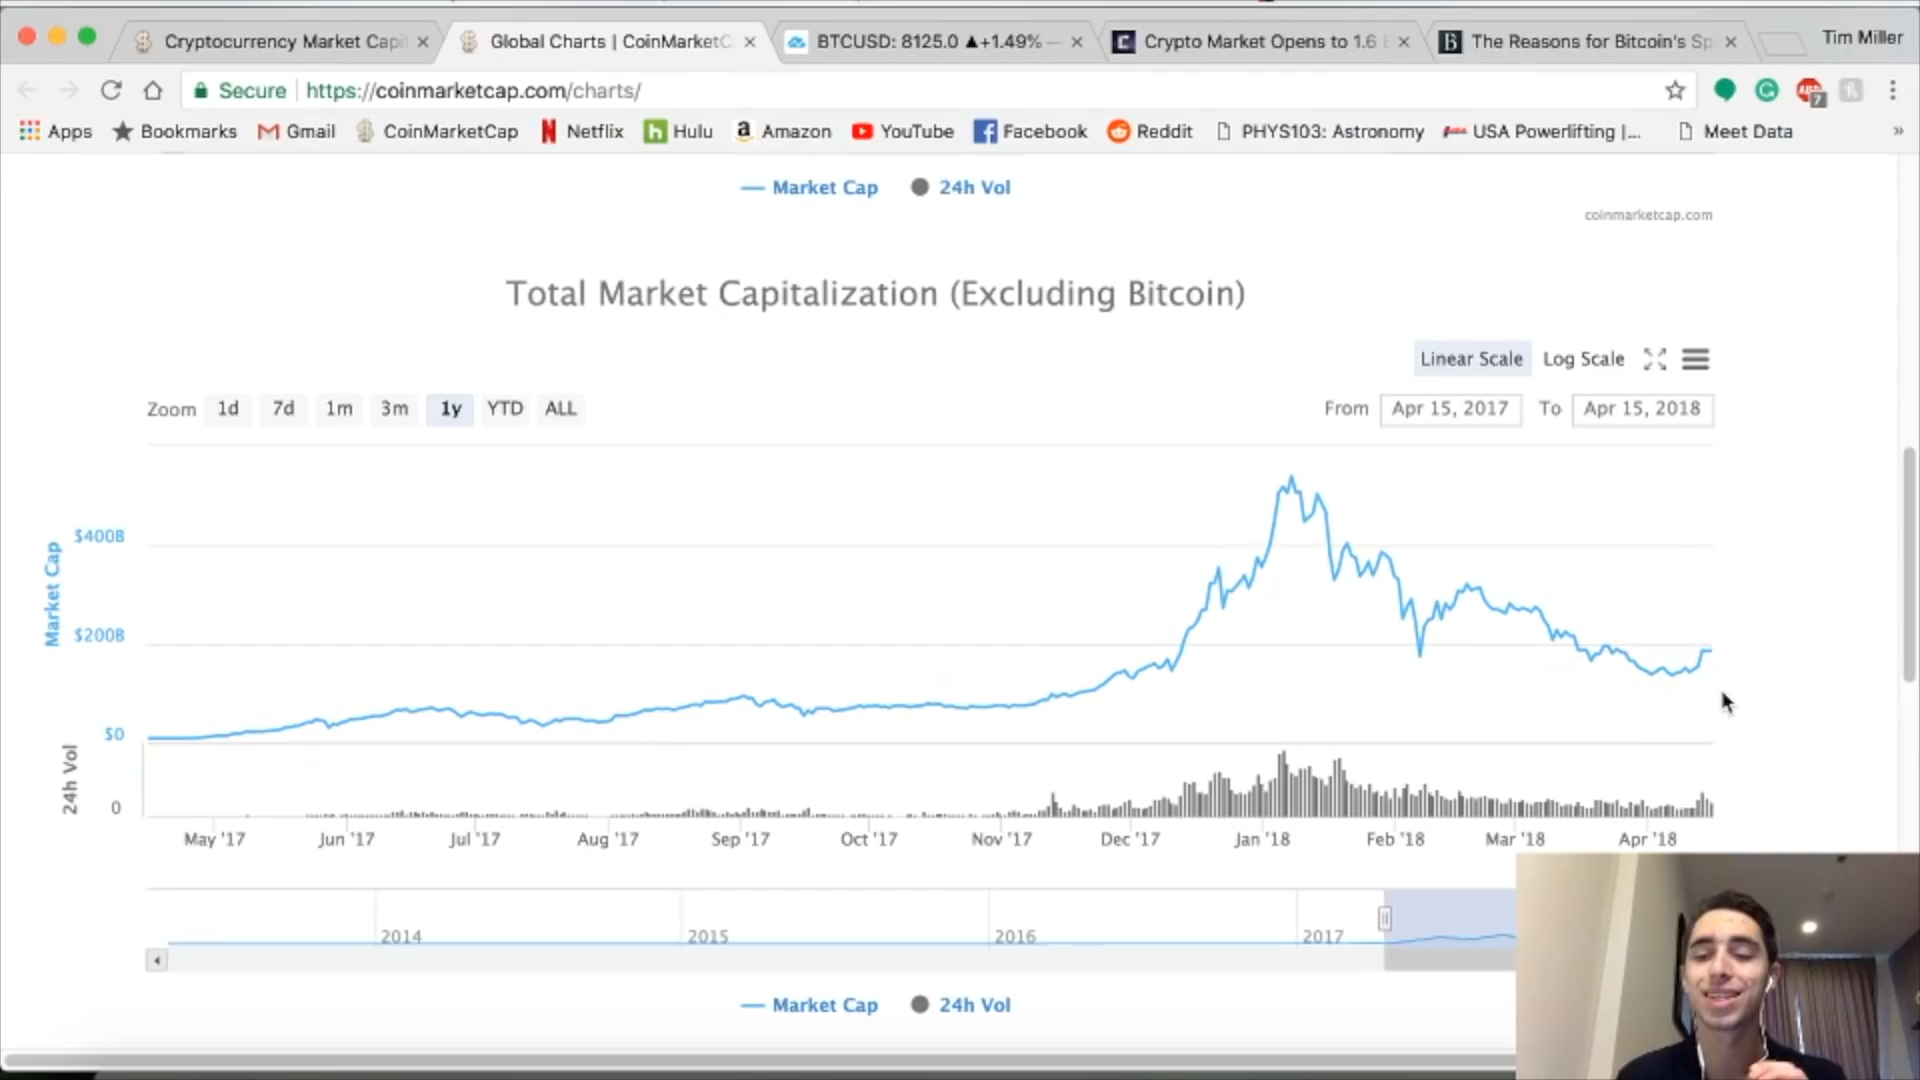 Cryptocurrency Market Capi
Global Charts | CoinMarketC
BTCUSD: 8125.0 ▲+1.49% —
Crypto Market Opens to 1.6
The Reasons for Bitcoin's Sp
Tim Miller
Secure
https://coinmarketcap.com/charts/
7
Apps
Bookmarks
Gmail
CoinMarketCap
Netflix
Hulu
Amazon
YouTube
Facebook
Reddit
PHYS103: Astronomy
USA Powerlifting |...
Meet Data
»
Market Cap
24h Vol
coinmarketcap.com
Total Market Capitalization (Excluding Bitcoin)
Linear Scale
Log Scale
Zoom
1d
7d
1m
3m
1y
YTD
ALL
From
Apr 15, 2017
To
Apr 15, 2018
Market Cap
$400B
$200B
$0
24h Vol
0
May '17
Jun '17
Jul '17
Aug '17
Sep '17
Oct '17
Nov '17
Dec '17
Jan '18
Feb '18
Mar '18
Apr '18
2014
2015
2016
2017
Market Cap
24h Vol